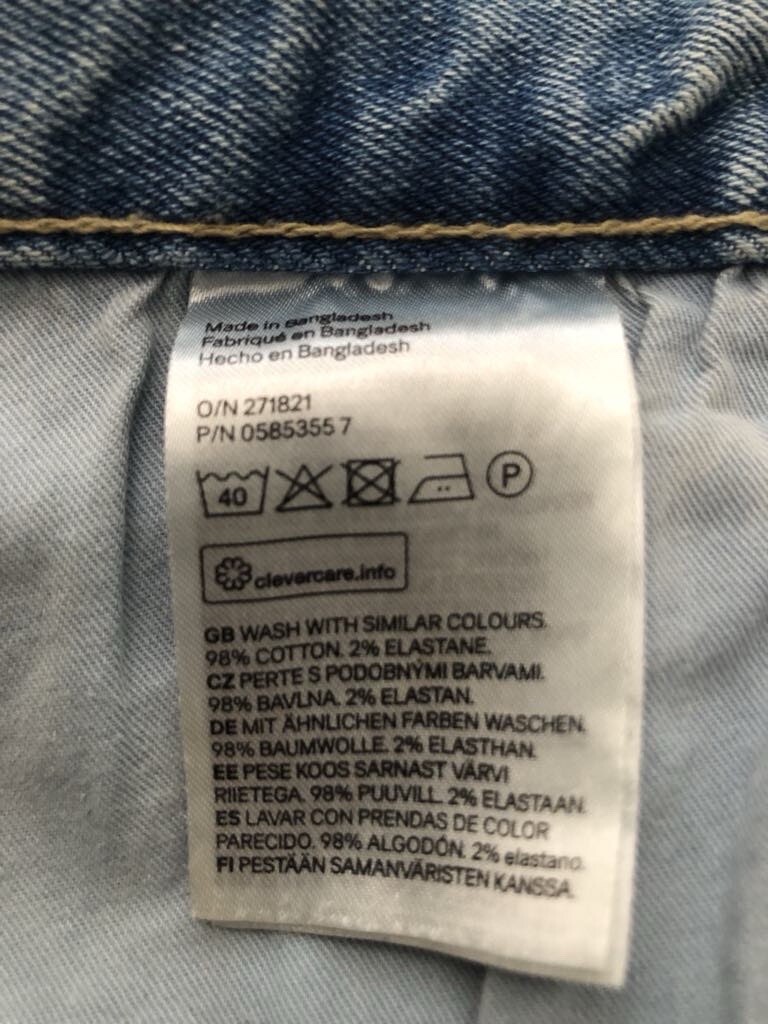 Made in Bangladesh
Fabriqué en Bangladesh
Hecho en Bangladesh
O/N 271821
P/N 0585355 7
40 P
clevercare.info
GB WASH WITH SIMILAR COLOURS.
98% COTTON. 2% ELASTANE.
CZ PERTE S PODOBNÝMI BARVAMI.
98% BAVLNA. 2% ELASTAN.
DE MIT ÄHNLICHEN FARBEN WASCHEN.
98% BAUMWOLLE. 2% ELASTHAN.
EE PESE KOOS SARNAST VÄRVI
RIIETEGA. 98% PUUVILL. 2% ELASTAAN.
ES LAVAR CON PRENDAS DE COLOR
PARECIDO. 98% ALGODÓN. 2% elastano.
FI PESTÄÄN SAMANVÄRISTEN KANSSA.